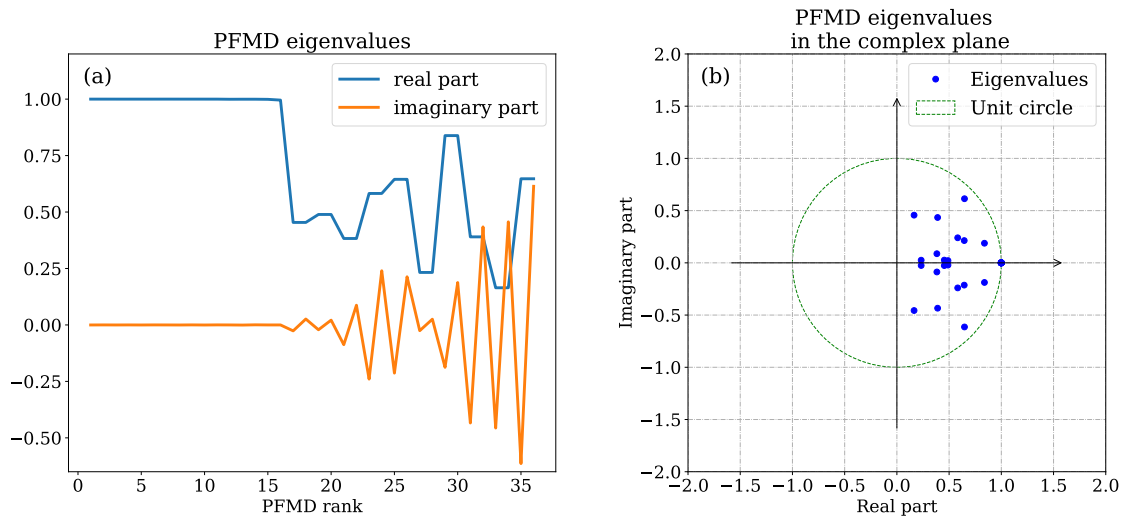 PFMD eigenvalues
(a)
real part
imaginary part
1.00
0.75
0.50
0.25
0.00
−0.25
−0.50
0
5
10
15
20
25
30
35
PFMD rank
PFMD eigenvalues
in the complex plane
(b)
Eigenvalues
Unit circle
Imaginary part
2.0
1.5
1.0
0.5
0.0
−0.5
−1.0
−1.5
−2.0
−2.0
−1.5
−1.0
−0.5
0.0
0.5
1.0
1.5
2.0
Real part